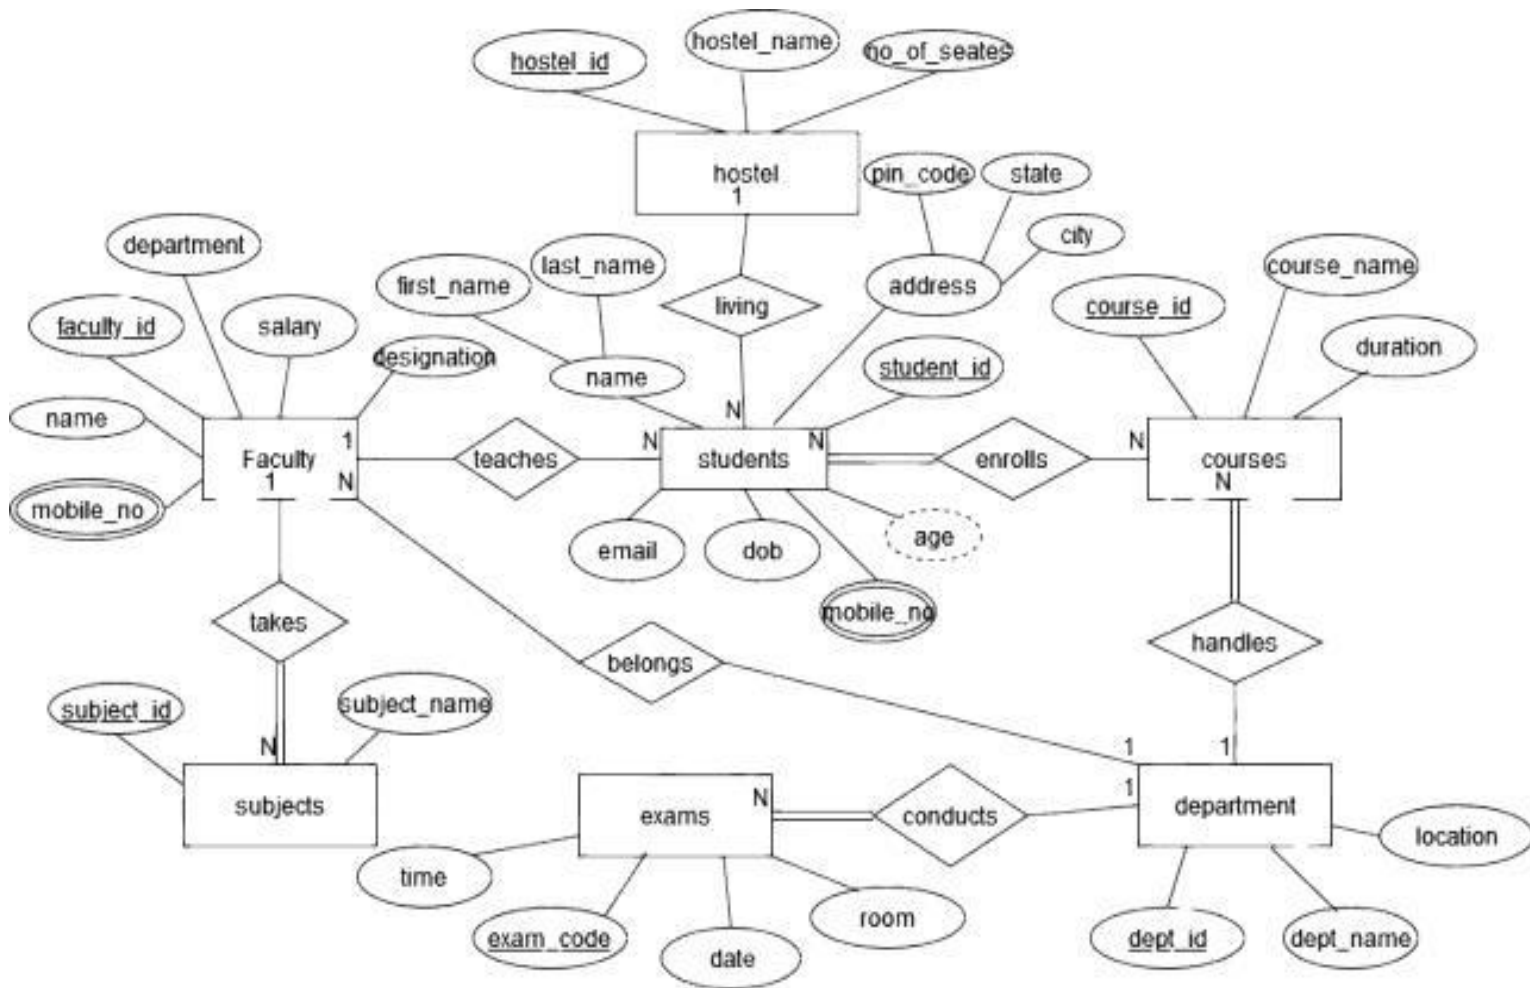 hostel_name
hostel_id
no_of_seates
hostel
1
pin_code
state
city
address
department
first_name
last_name
living
course_id
course_name
duration
faculty_id
salary
designation
name
student_id
name
N
Faculty
1
1
N
teaches
N
students
N
enrolls
N
courses
N
mobile_no
email
dob
age
mobile_no
takes
belongs
handles
subject_id
subject_name
N
subjects
1
1
1
exams
N
conducts
department
location
time
exam_code
date
room
dept_id
dept_name